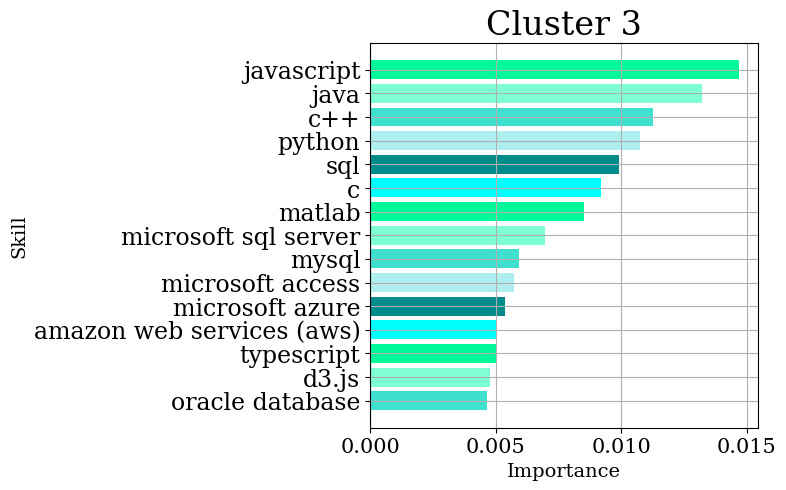 Cluster 3
javascript
java
c++
python
sql
c
matlab
microsoft sql server
mysql
microsoft access
microsoft azure
amazon web services (aws)
typescript
d3.js
oracle database
Skill
0.000 0.005 0.010 0.015
Importance